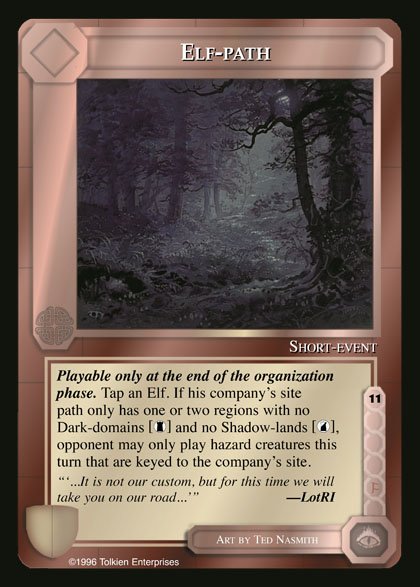 Elf-path
Short-event
Playable only at the end of the organization
phase. Tap an Elf. If his company's site
path only has one or two regions with no
Dark-domains [ ] and no Shadow-lands [ ],
opponent may only play hazard creatures this
turn that are keyed to the company's site.
"'...It is not our custom, but for this time we will
take you on our road...'" —LotRI
11
Art by Ted Nasmith
©1996 Tolkien Enterprises